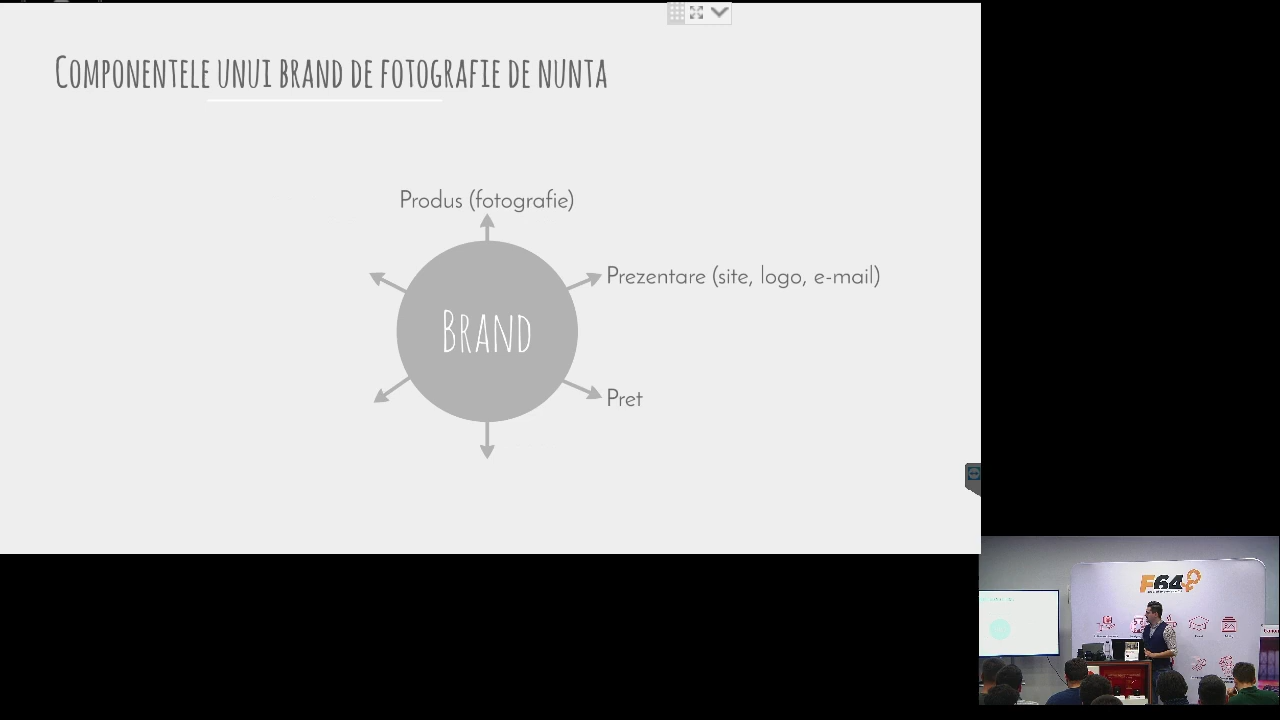 Componentele unui brand de fotografie de nunta
Produs (fotografie)
Prezentare (site, logo, e-mail)
Brand
Pret
F64